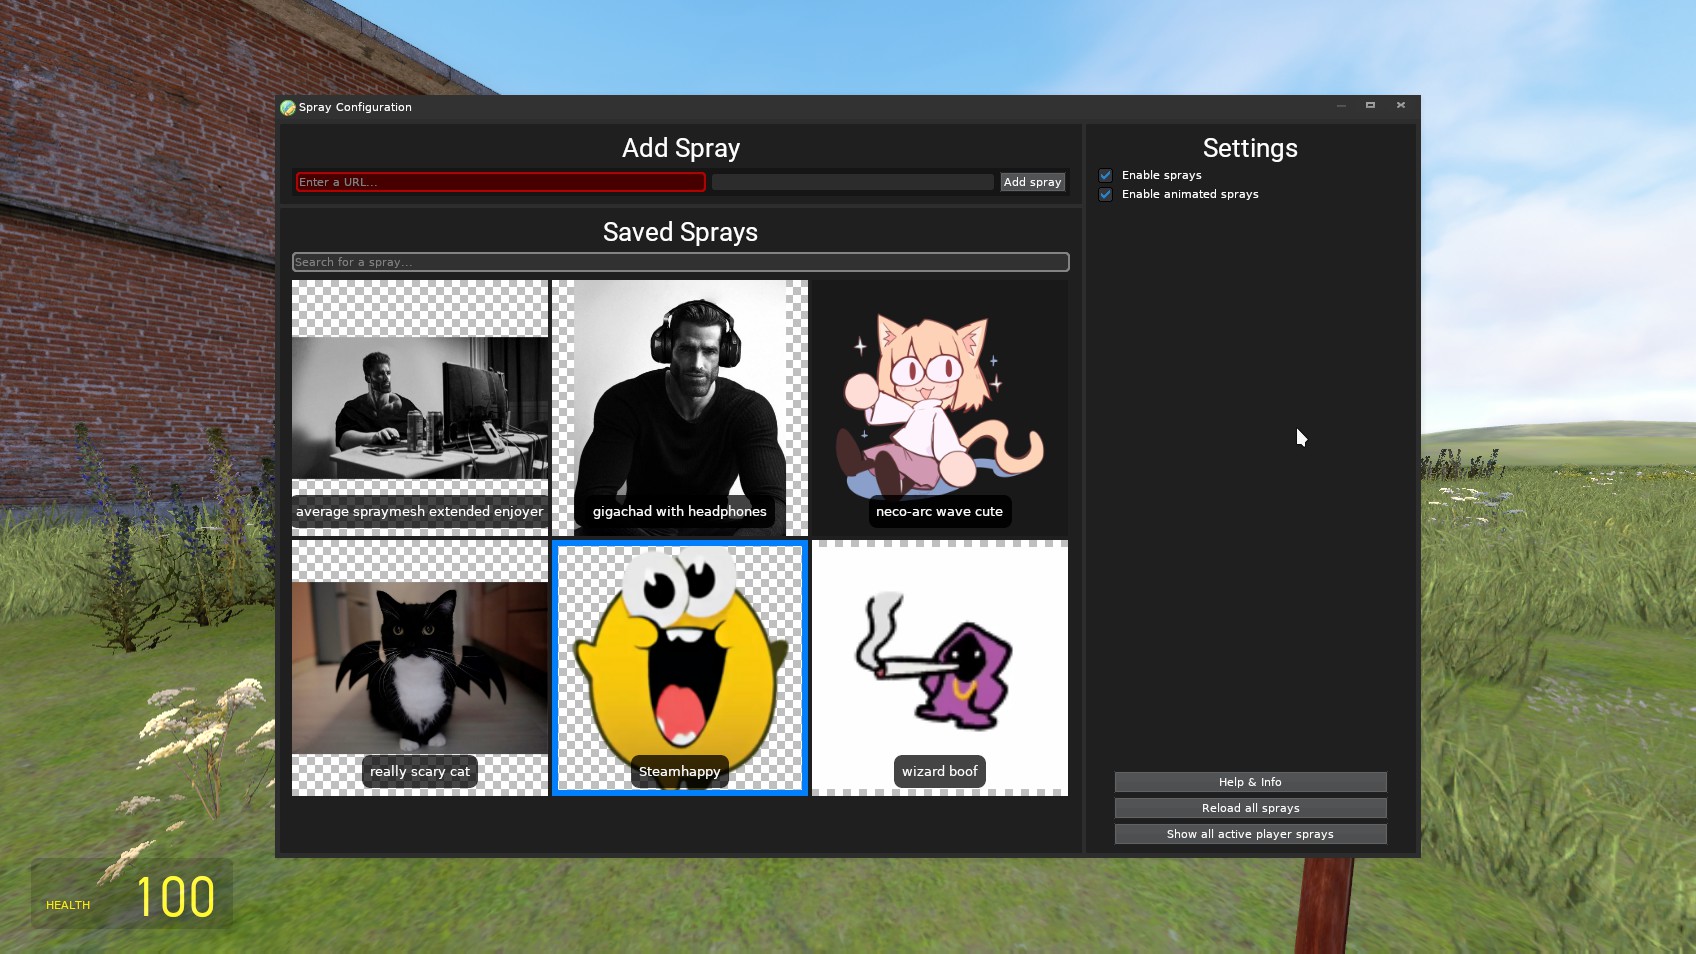 Spray Configuration
Add Spray
Enter a URL...
Add spray
Saved Sprays
Search for a spray...
average spraymesh extended enjoyer
gigachad with headphones
neco-arc wave cute
really scary cat
Steamhappy
wizard boof
Settings
Enable sprays
Enable animated sprays
Help & Info
Reload all sprays
Show all active player sprays
HEALTH 100